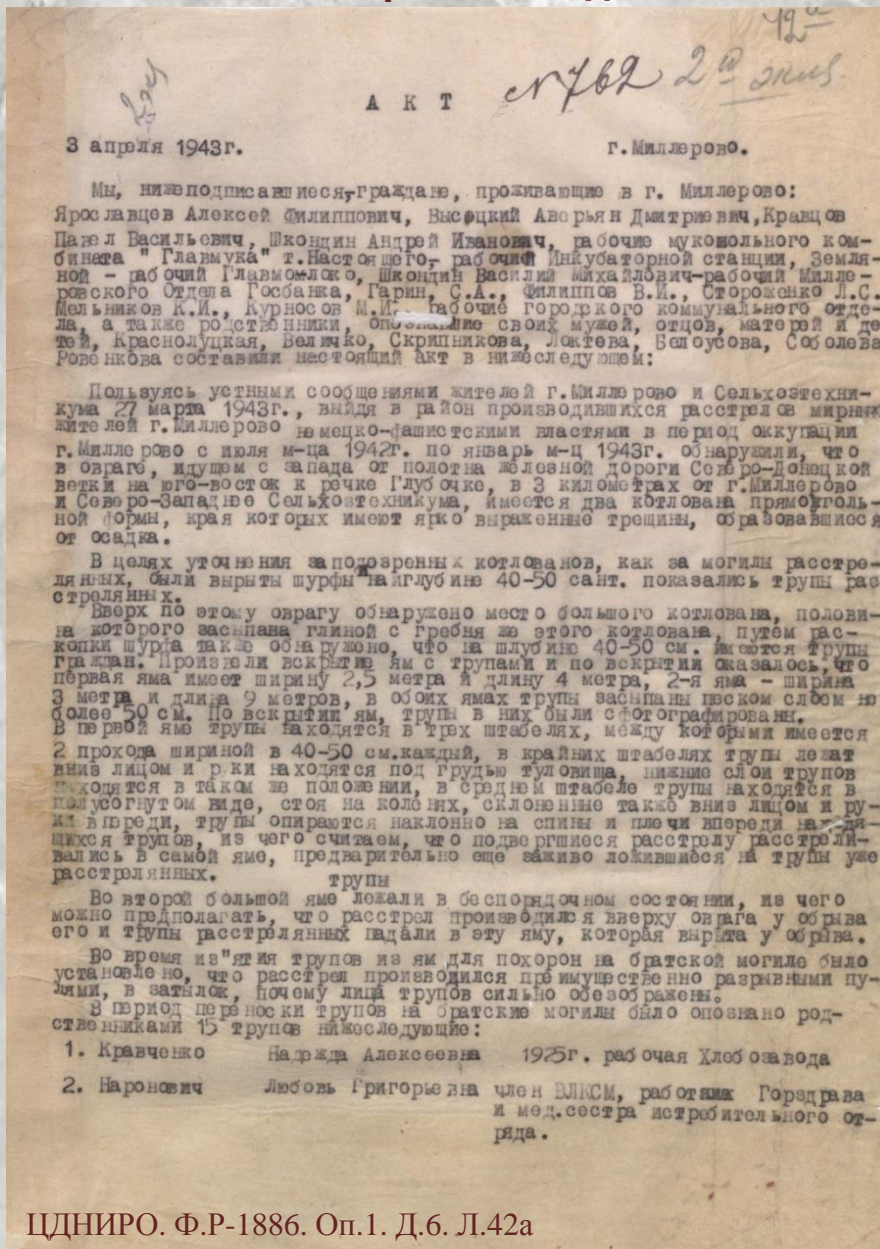 42а
№762 2й экз.
2 экз
АКТ
3 апреля 1943г. г.Миллерово.
Мы, нижеподписавшиеся,граждане, проживающие в г. Миллерово:
Ярославцев Алексей Филиппович, Высоцкий Аверьян Дмитриевич,Кравцов
Павел Васильевич, Шкондин Андрей Иванович, рабочие мукомольного ком-
бината " Главмука" т.Настоящего, рабочий Инкубаторной станции, Земля-
ной - рабочий Главмолоко, Шкондин Василий Михайлович-рабочий Милле-
ровского Отдела Госбанка, Гарин, С.А., Филиппов В.И., Стороженко Л.С.
Мельников К.И., Курносов М.И. рабочие городского коммунального отде-
ла, а также родственники, опознавшие своих мужей, отцов, матерей и де
тей, Краснолуцкая, Величко, Скрипникова, Локтева, Белоусова, Соболева
Ровенкова составили настоящий акт в нижеследующем:
Пользуясь устными сообщениями жителей г.Миллерово и Сельхозтехни-
кума 27 марта 1943г., выйдя в район производившихся расстрелов мирных
жителей г.Миллерово немецко-фашистскими властями в период оккупации
г.Миллерово с июля м-ца 1942г. по январь м-ц 1943г. обнаружили, что
в овраге, идущем с запада от полотна железной дороги Северо-Донецкой
ветки на юго-восток к речке Глубочке, в 3 километрах от г.Миллерово
и Северо-Западнее Сельхозтехникума, имеется два котлована прямоуголь-
ной формы, края которых имеют ярко выраженные трещины, образовавшиеся
от осадка.
В целях уточнения заподозренных котлованов, как за могилы расстре-
лянных, были вырыты шурфы найглубине 40-50 сант. показались трупы рас
стрелянных.
Вверх по этому оврагу обнаружено место большого котлована, полови-
на которого засыпана глиной с гребня же этого котлована, путем рас-
копки шурфа также обнаружено, что на шлубине 40-50 см. имеются трупы
граждан. Произвели вскрытие ям с трупами и по вскрытии оказалось,что
первая яма имеет ширину 2,5 метра и длину 4 метра, 2-я яма - ширина
3 метра и длина 9 метров, в обоих ямах трупы засыпаны песком слоем не
более 50 см. По вскрытии ям, трупы в них были сфотографированы.
В первой яме трупы находятся в трех штабелях, между которыми имеется
2 прохода шириной в 40-50 см.каждый, в крайних штабелях трупы лежат
вниз лицом и р ки находятся под грудью туловища, нижние слои трупов
находятся в таком же положении, в среднем штабеле трупы находятся в
полусогнутом виде, стоя на коленях, склоненные также вниз лицом и ру-
ки впереди, трупы опираются наклонно на спины и плечи впереди находя-
щихся трупов, из чего считаем, что подвергшиеся расстрелу расстрели-
вались в самой яме, предварительно еще заживо ложившиеся на трупы уже
расстрелянных.
трупы
Во второй большой яме лежали в беспорядочном состоянии, из чего
можно предполагать, что расстрел производился вверху оврага у обрыва
его и трупы расстрелянных падали в эту яму, которая вырыта у обрыва.
Во время из"ятия трупов из ям для похорон на братской могиле было
установлено, что расстрел производился преимущественно разрывными пу-
лями, в затылок, почему лица трупов сильно обезображены.
В период переноски трупов на братские могилы было опознано род-
ственниками 15 трупов нижеследующие:
1. Кравченко Надежда Алексеевна 1925г. рабочая Хлебозавода
2. Наронович Любовь Григорьевна член ВЛКСМ, работник Горздрава
и мед.сестра истребительного от-
ряда.
ЦДНИРО. Ф.Р-1886. Оп.1. Д.6. Л.42а